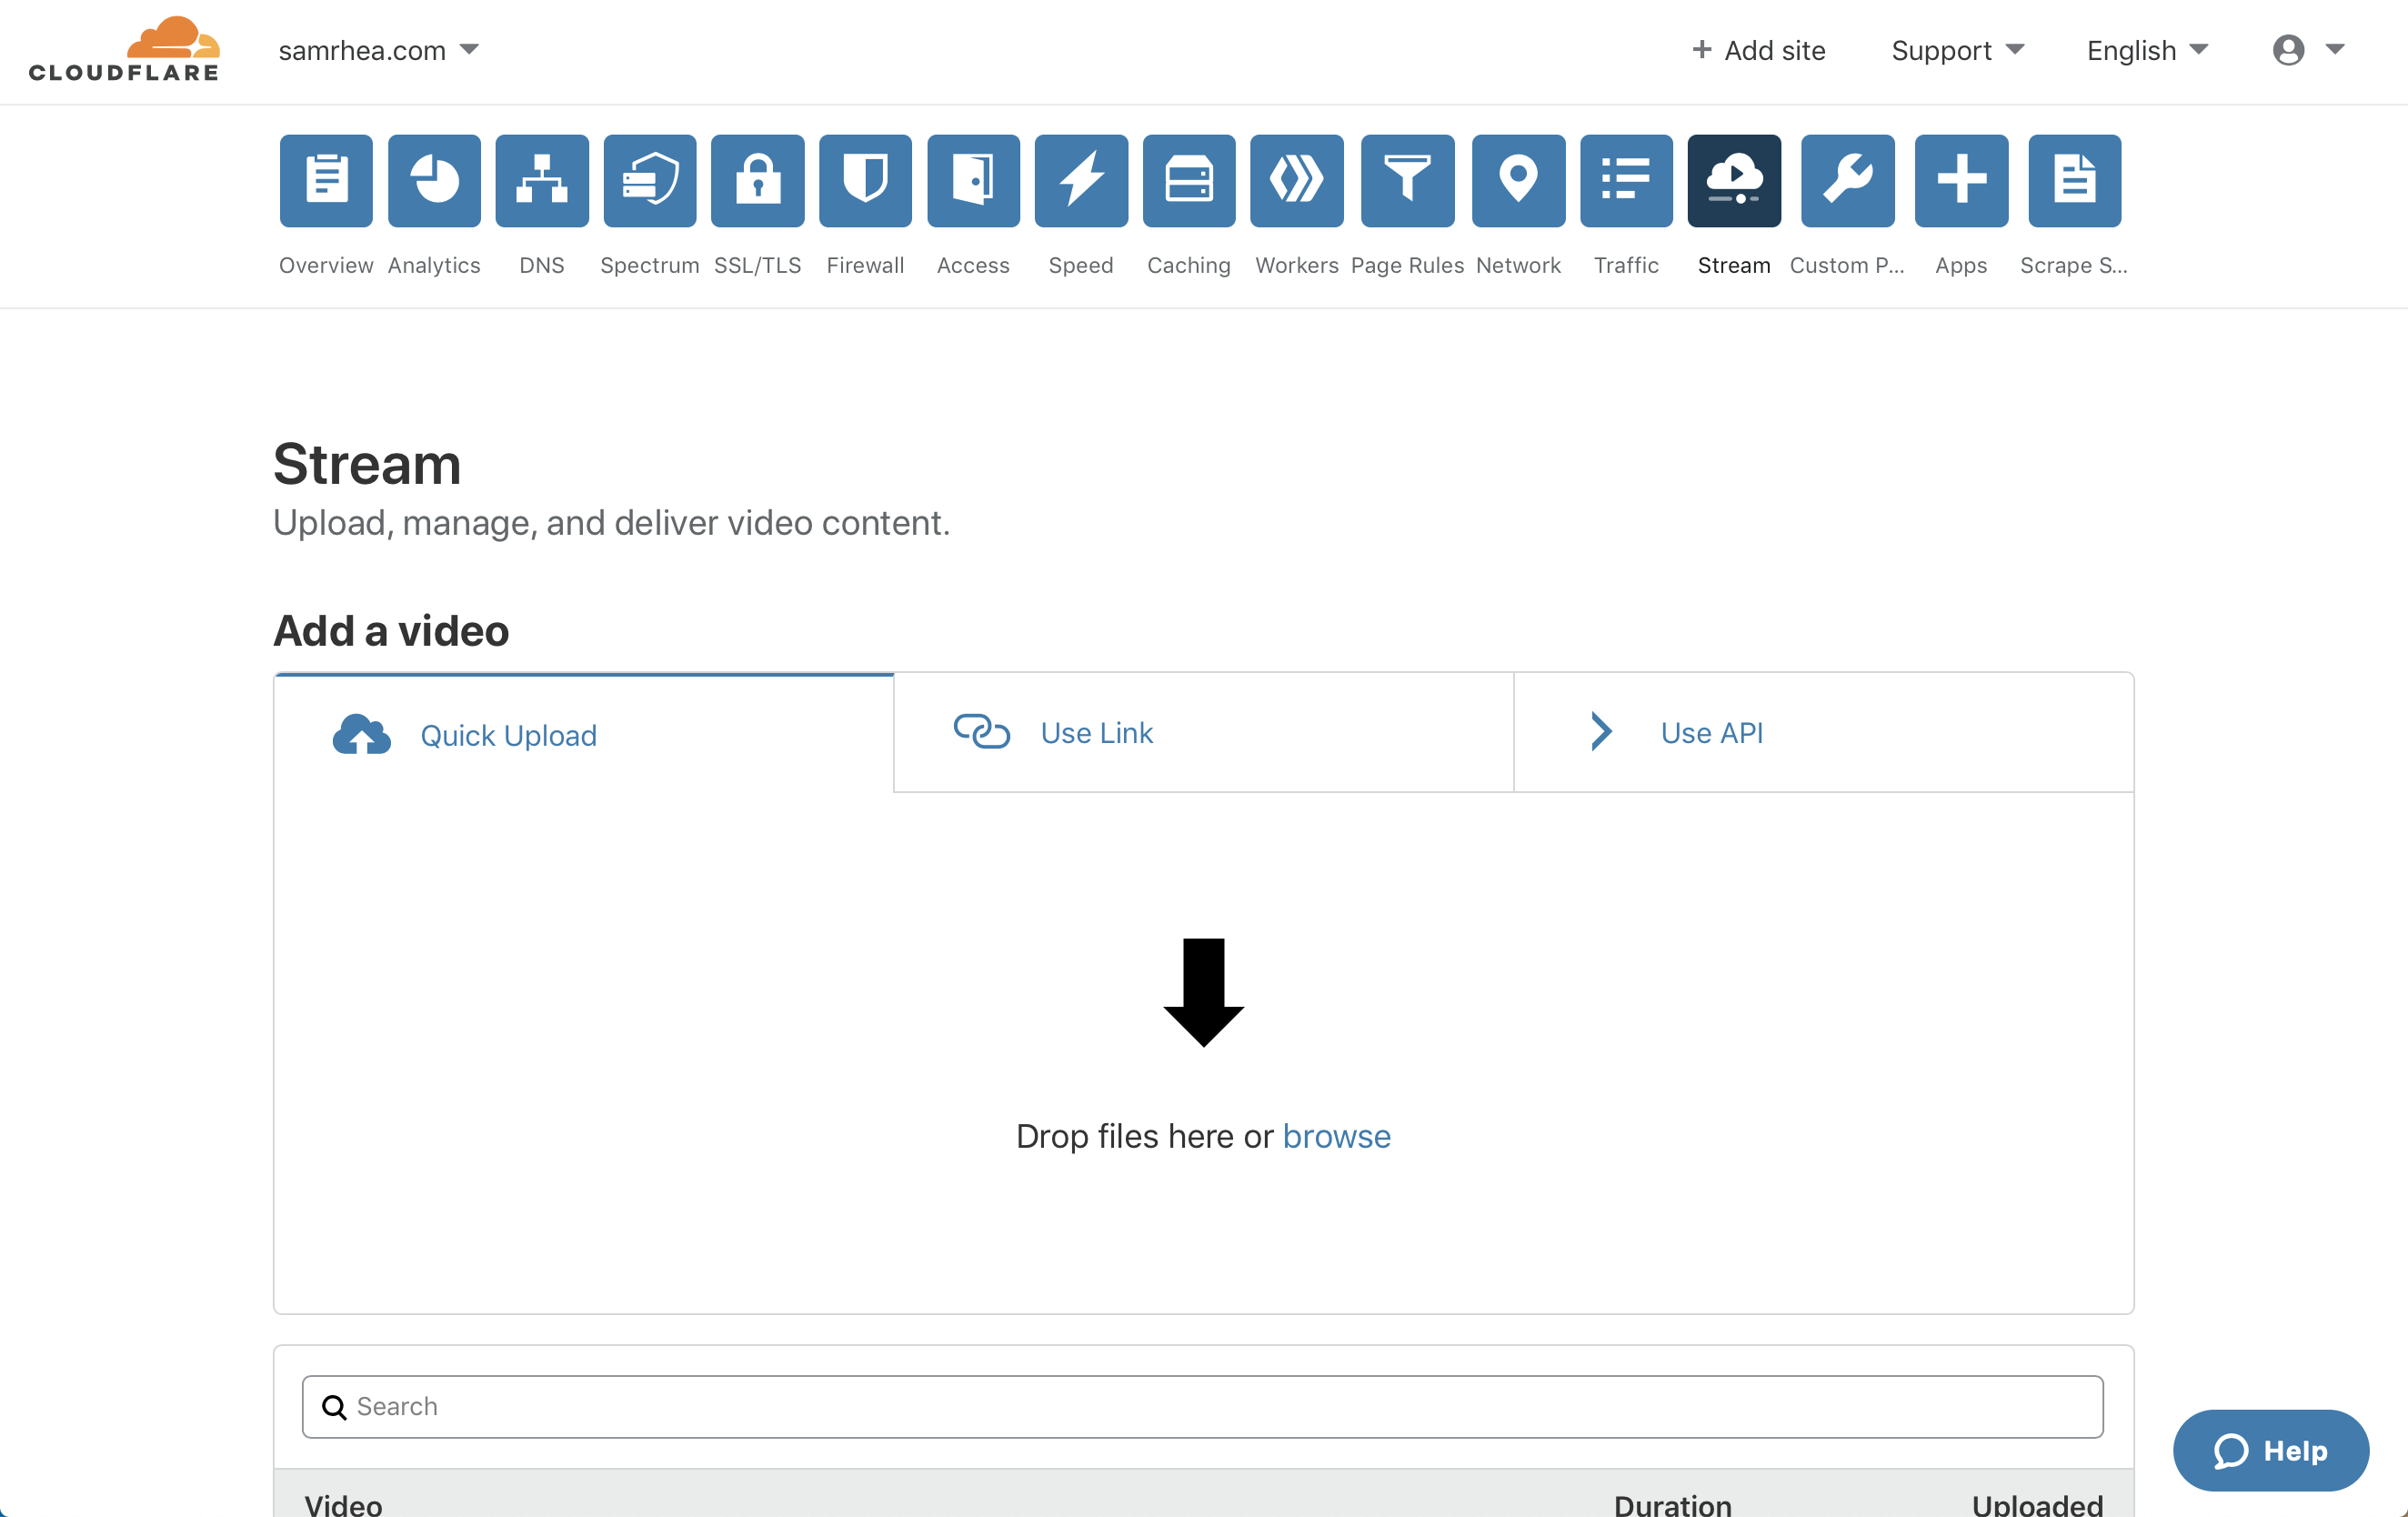 CLOUDFLARE
samrhea.com
Add site
Support
English
Overview
Analytics
DNS
Spectrum
SSL/TLS
Firewall
Access
Speed
Caching
Workers
Page Rules
Network
Traffic
Stream
Custom P...
Apps
Scrape S...
Stream
Upload, manage, and deliver video content.
Add a video
Quick Upload
Use Link
Use API
Drop files here or browse
Search
Help
Video
Duration
Uploaded